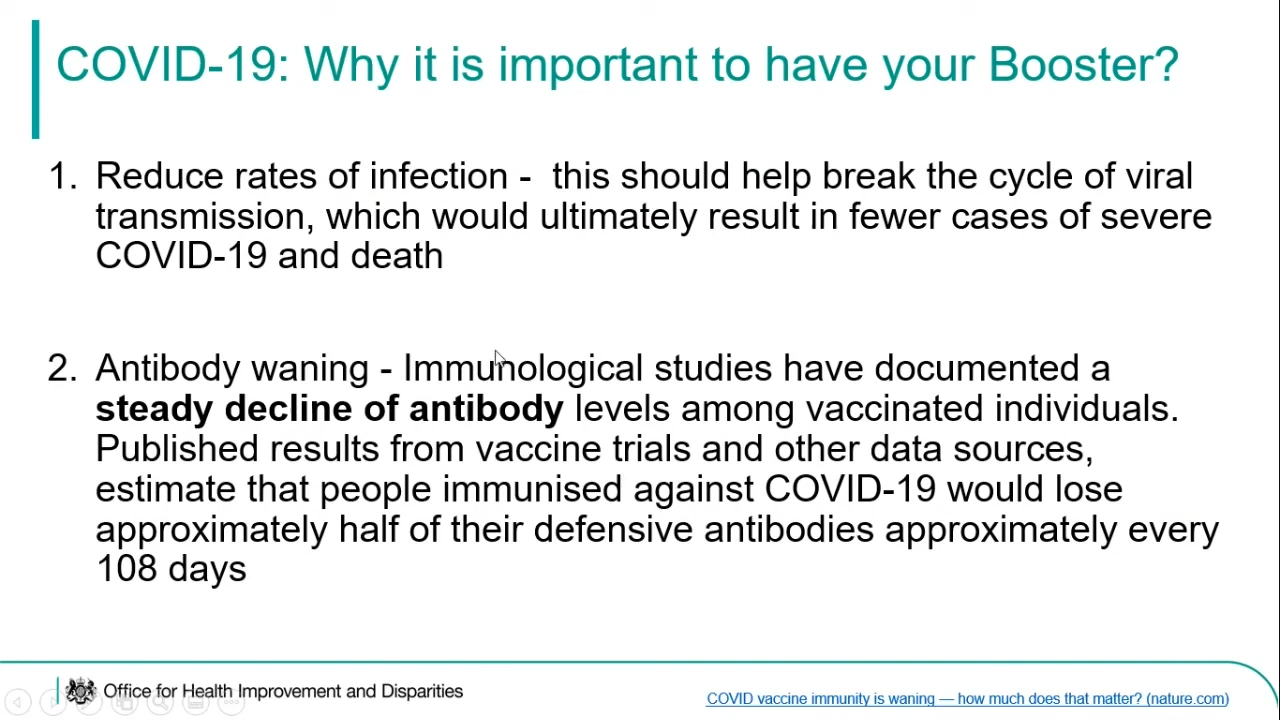 COVID-19: Why it is important to have your Booster?
1. Reduce rates of infection -  this should help break the cycle of viral
transmission, which would ultimately result in fewer cases of severe
COVID-19 and death
2. Antibody waning - Immunological studies have documented a
steady decline of antibody levels among vaccinated individuals.
Published results from vaccine trials and other data sources,
estimate that people immunised against COVID-19 would lose
approximately half of their defensive antibodies approximately every
108 days
Office for Health Improvement and Disparities
COVID vaccine immunity is waning — how much does that matter? (nature.com)